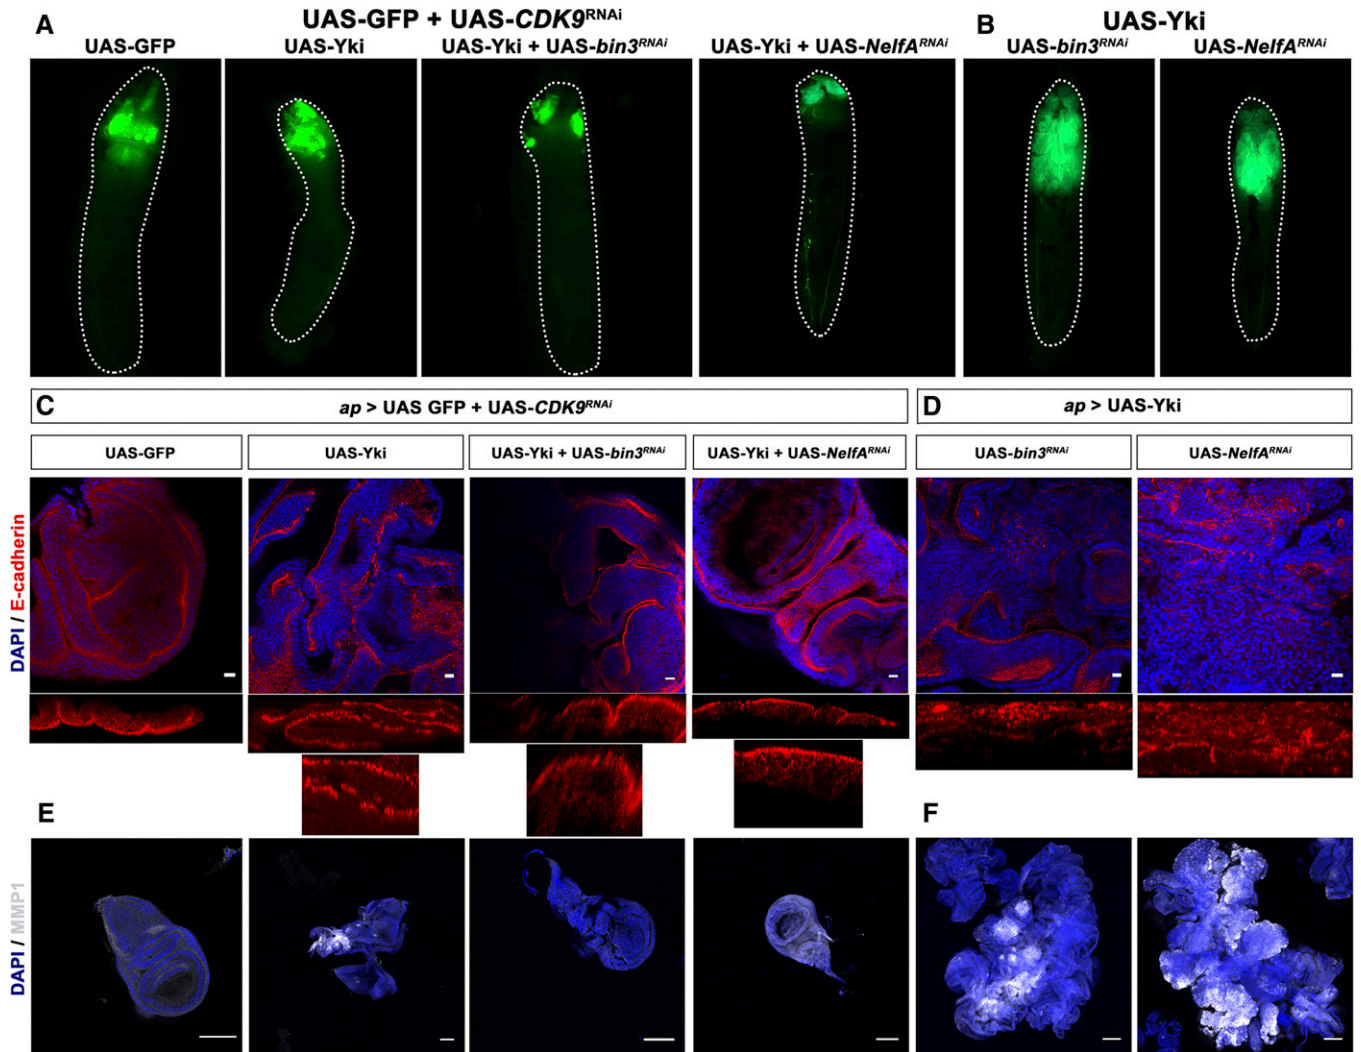 A
UAS-GFP + UAS-CDK9RNAi
B
UAS-Yki
UAS-GFP
UAS-Yki
UAS-Yki + UAS-bin3RNAi
UAS-Yki + UAS-NelfARNAi
UAS-bin3RNAi
UAS-NelfARNAi
C
ap > UAS GFP + UAS-CDK9RNAi
D
ap > UAS-Yki
UAS-GFP
UAS-Yki
UAS-Yki + UAS-bin3RNAi
UAS-Yki + UAS-NelfARNAi
UAS-bin3RNAi
UAS-NelfARNAi
DAPI / E-cadherin
E
F
DAPI / MMP1